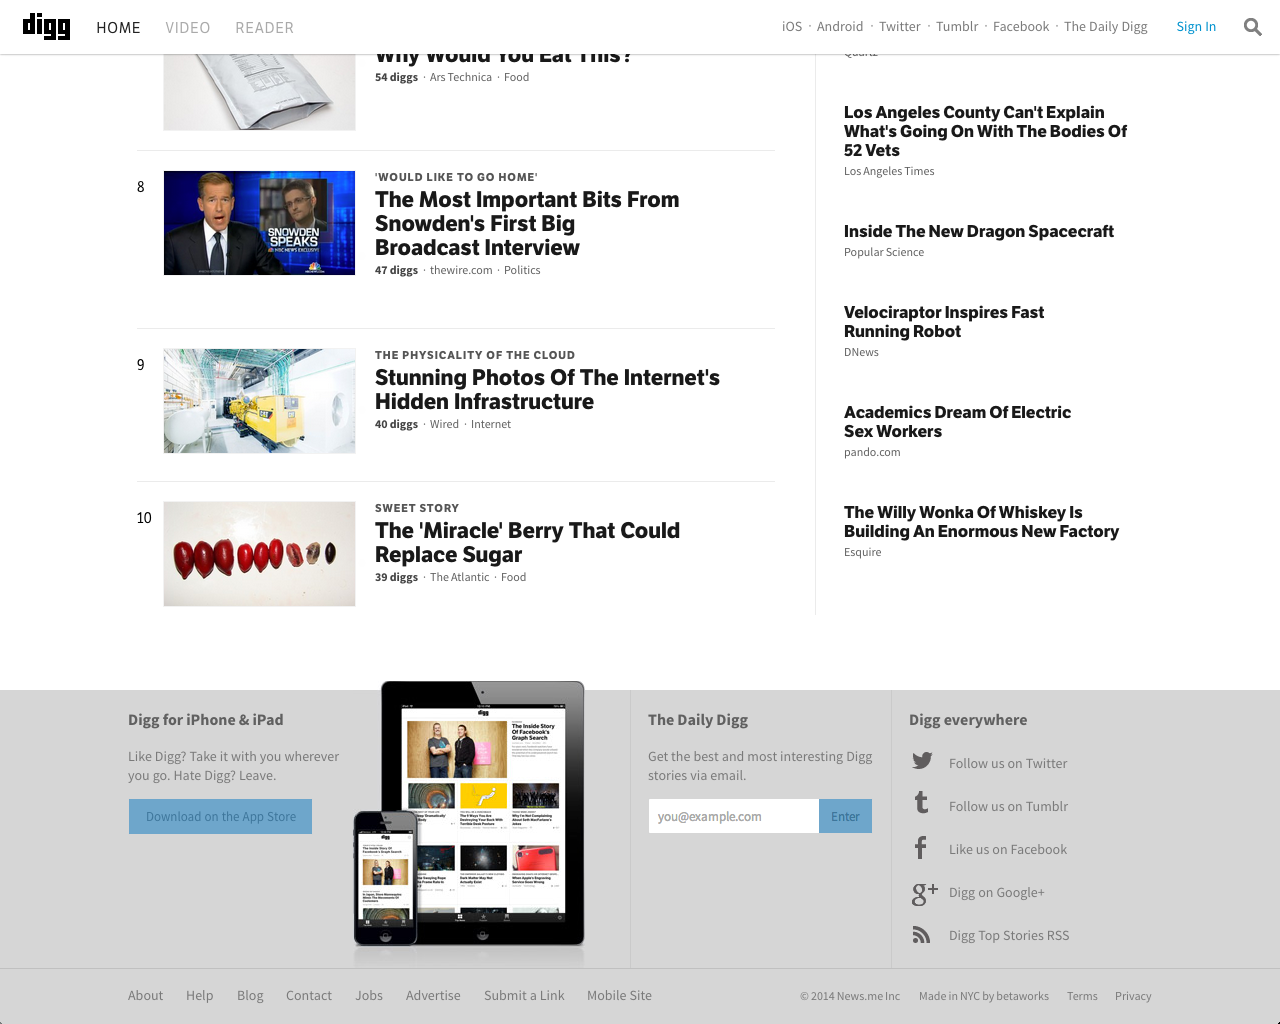 digg HOME VIDEO READER iOS · Android · Twitter · Tumblr · Facebook · The Daily Digg Sign In
Why Would You Eat This?
54 diggs · Ars Technica · Food
8
'WOULD LIKE TO GO HOME'
The Most Important Bits From
Snowden's First Big
Broadcast Interview
47 diggs · thewire.com · Politics
SNOWDEN
SPEAKS
9
THE PHYSICALITY OF THE CLOUD
Stunning Photos Of The Internet's
Hidden Infrastructure
40 diggs · Wired · Internet
10
SWEET STORY
The 'Miracle' Berry That Could
Replace Sugar
39 diggs · The Atlantic · Food
Quartz
Los Angeles County Can't Explain
What's Going On With The Bodies Of
52 Vets
Los Angeles Times
Inside The New Dragon Spacecraft
Popular Science
Velociraptor Inspires Fast
Running Robot
DNews
Academics Dream Of Electric
Sex Workers
pando.com
The Willy Wonka Of Whiskey Is
Building An Enormous New Factory
Esquire
Digg for iPhone & iPad
Like Digg? Take it with you wherever
you go. Hate Digg? Leave.
Download on the App Store
digg
The Inside Story
Of Facebook's
Graph Search
The Daily Digg
Get the best and most interesting Digg
stories via email.
you@example.com Enter
Digg everywhere
Follow us on Twitter
Follow us on Tumblr
Like us on Facebook
Digg on Google+
Digg Top Stories RSS
About Help Blog Contact Jobs Advertise Submit a Link Mobile Site
© 2014 News.me Inc Made in NYC by betaworks Terms Privacy